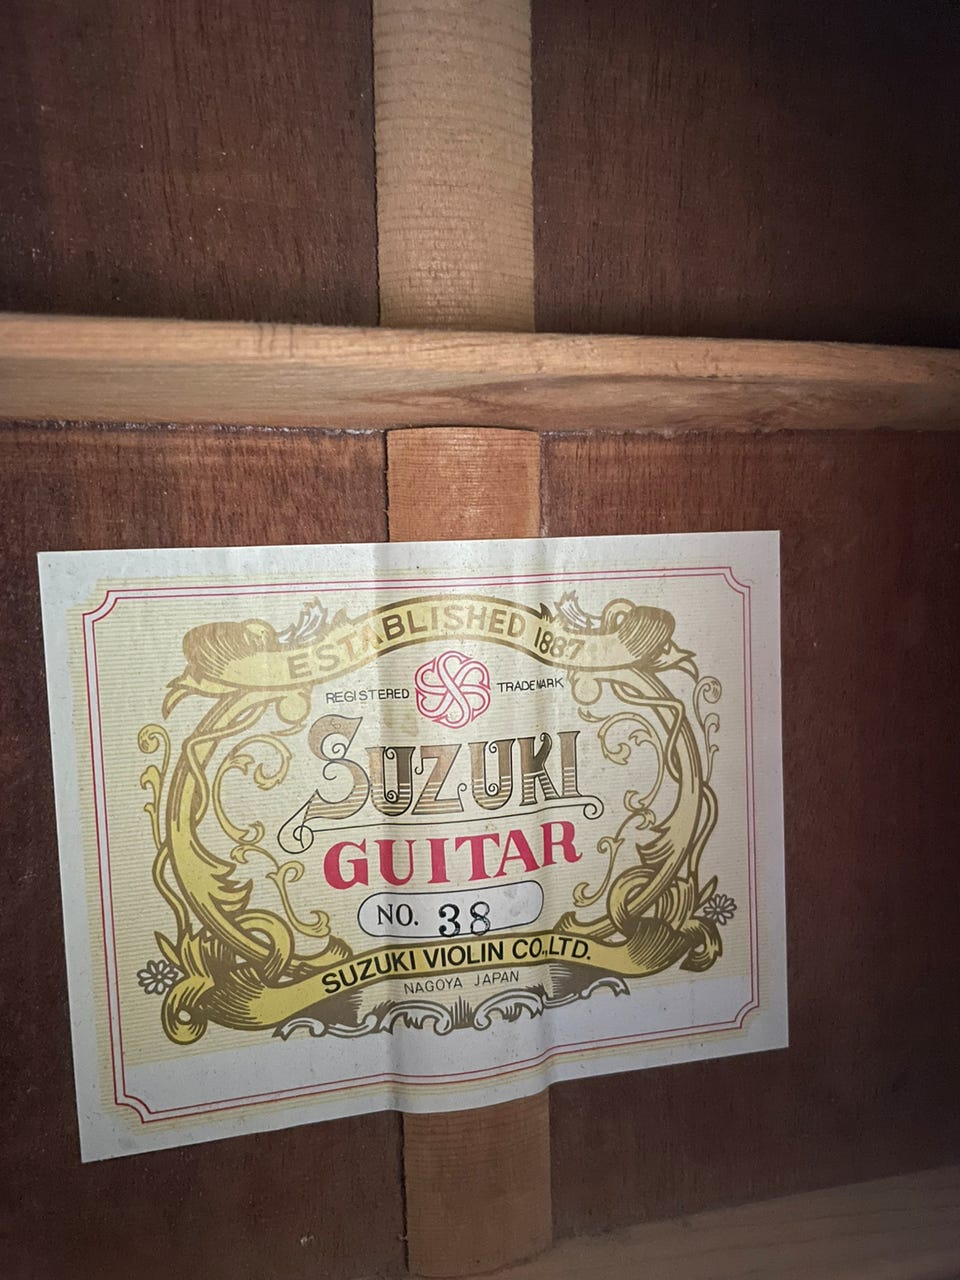 ESTABLISHED 1887
REGISTERED TRADEMARK
SUZUKI
GUITAR
NO. 38
SUZUKI VIOLIN CO.,LTD.
NAGOYA JAPAN